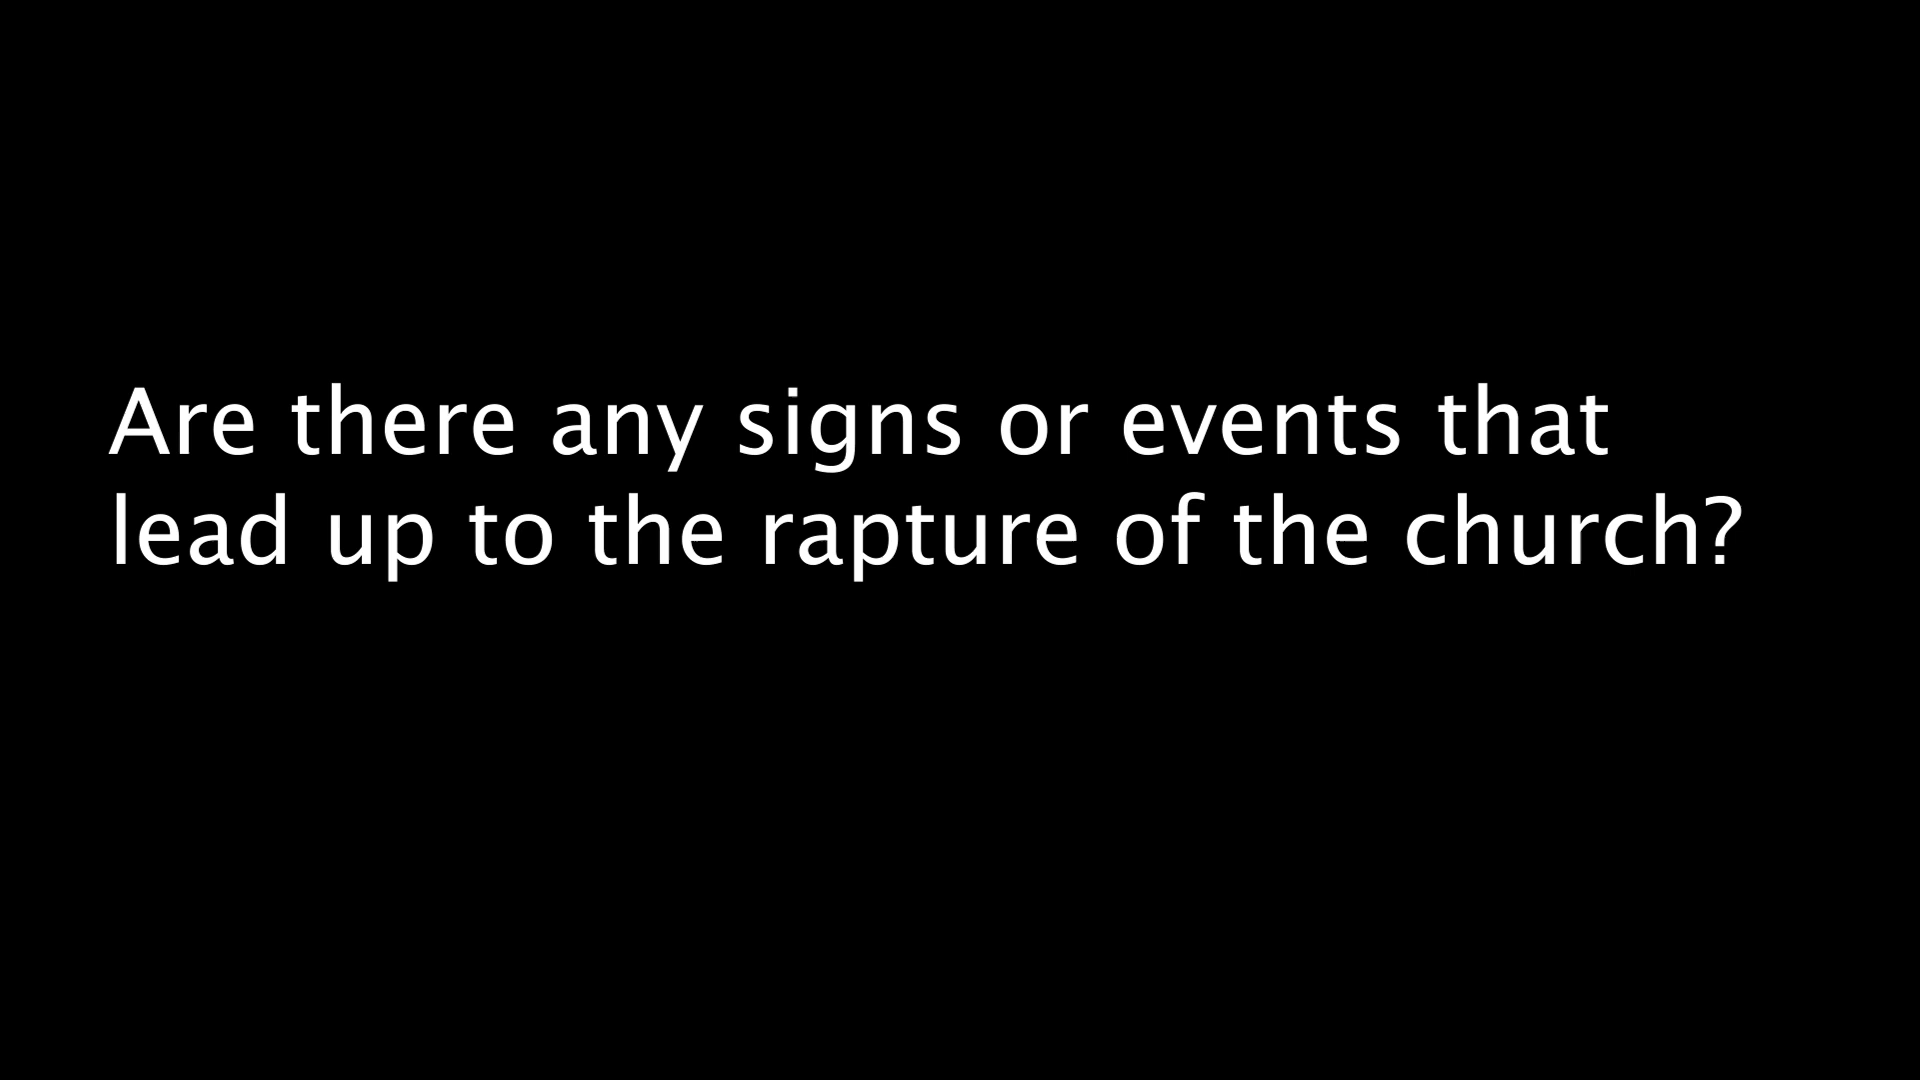 Are there any signs or events that
lead up to the rapture of the church?